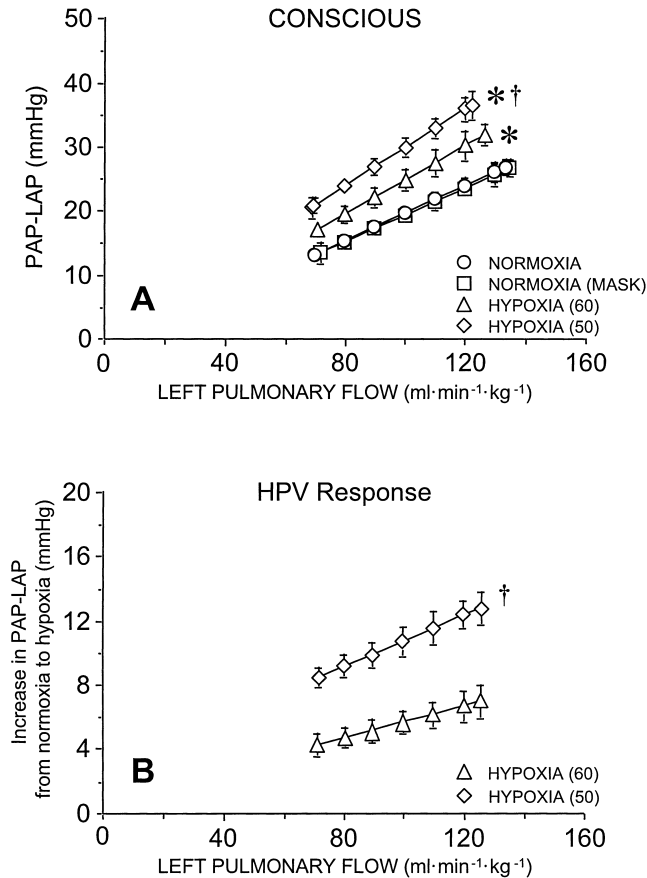 CONSCIOUS
50
40
30
20
10
0
PAP-LAP (mmHg)
* †
*
A
NORMOXIA
NORMOXIA (MASK)
HYPOXIA (60)
HYPOXIA (50)
0 40 80 120 160
LEFT PULMONARY FLOW (ml·min⁻¹·kg⁻¹)
HPV Response
20
16
12
8
4
0
Increase in PAP-LAP
from normoxia to hypoxia (mmHg)
†
B
HYPOXIA (60)
HYPOXIA (50)
0 40 80 120 160
LEFT PULMONARY FLOW (ml·min⁻¹·kg⁻¹)